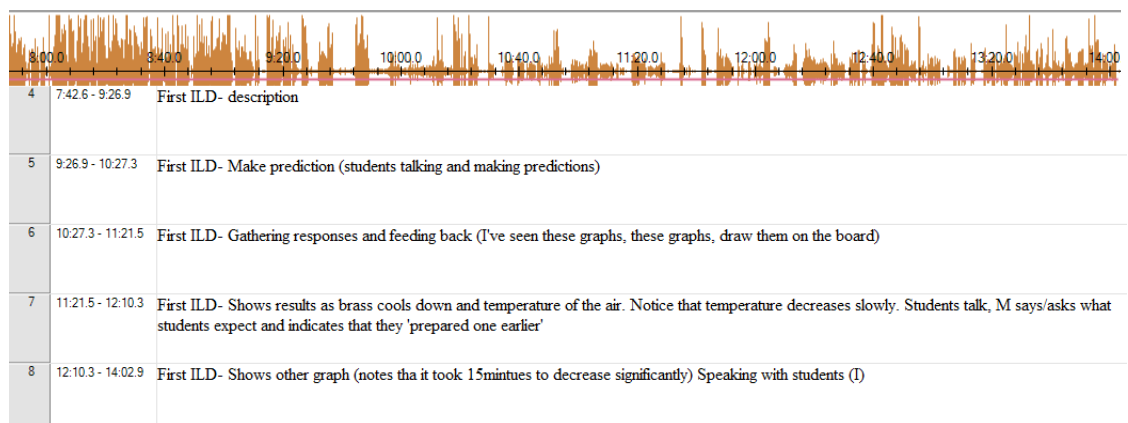 8:00.0 8:40.0 9:20.0 10:00.0 10:40.0 11:20.0 12:00.0 12:40.0 13:20.0 14:00
4 7:42.6 - 9:26.9 First ILD- description
5 9:26.9 - 10:27.3 First ILD- Make prediction (students talking and making predictions)
6 10:27.3 - 11:21.5 First ILD- Gathering responses and feeding back (I've seen these graphs, these graphs, draw them on the board)
7 11:21.5 - 12:10.3 First ILD- Shows results as brass cools down and temperature of the air. Notice that temperature decreases slowly. Students talk, M says/asks what
students expect and indicates that they 'prepared one earlier'
8 12:10.3 - 14:02.9 First ILD- Shows other graph (notes tha it took 15mintues to decrease significantly) Speaking with students (I)